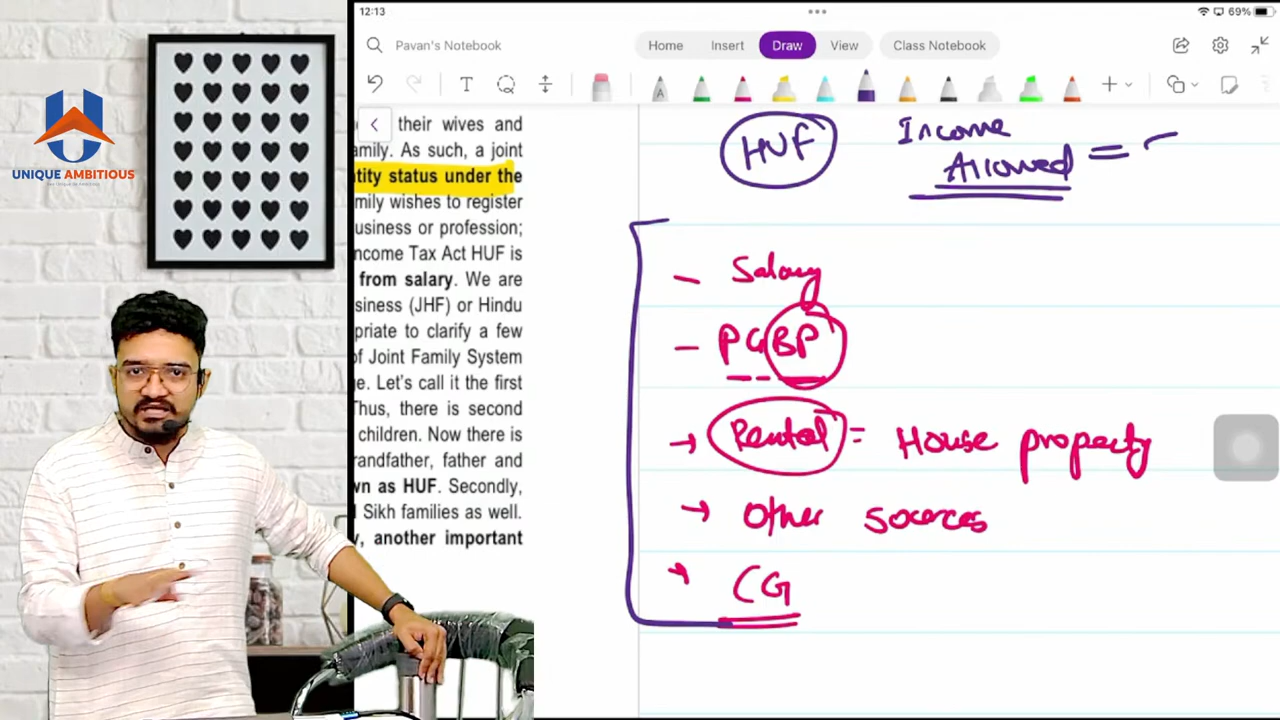 12:13
69%
Pavan's Notebook
Home Insert Draw View Class Notebook
T
A
UNIQUE AMBITIOUS
their wives and
amily. As such, a joint
tity status under the
mily wishes to register
usiness or profession;
ncome Tax Act HUF is
from salary. We are
siness (JHF) or Hindu
priate to clarify a few
of Joint Family System
ge. Let's call it the first
Thus, there is second
children. Now there is
randfather, father and
wn as HUF. Secondly,
Sikh families as well.
y, another important
HUF
Income
Allowed =
- Salary
- PGBP
→ Rental = House property
→ Other sources
→ CG